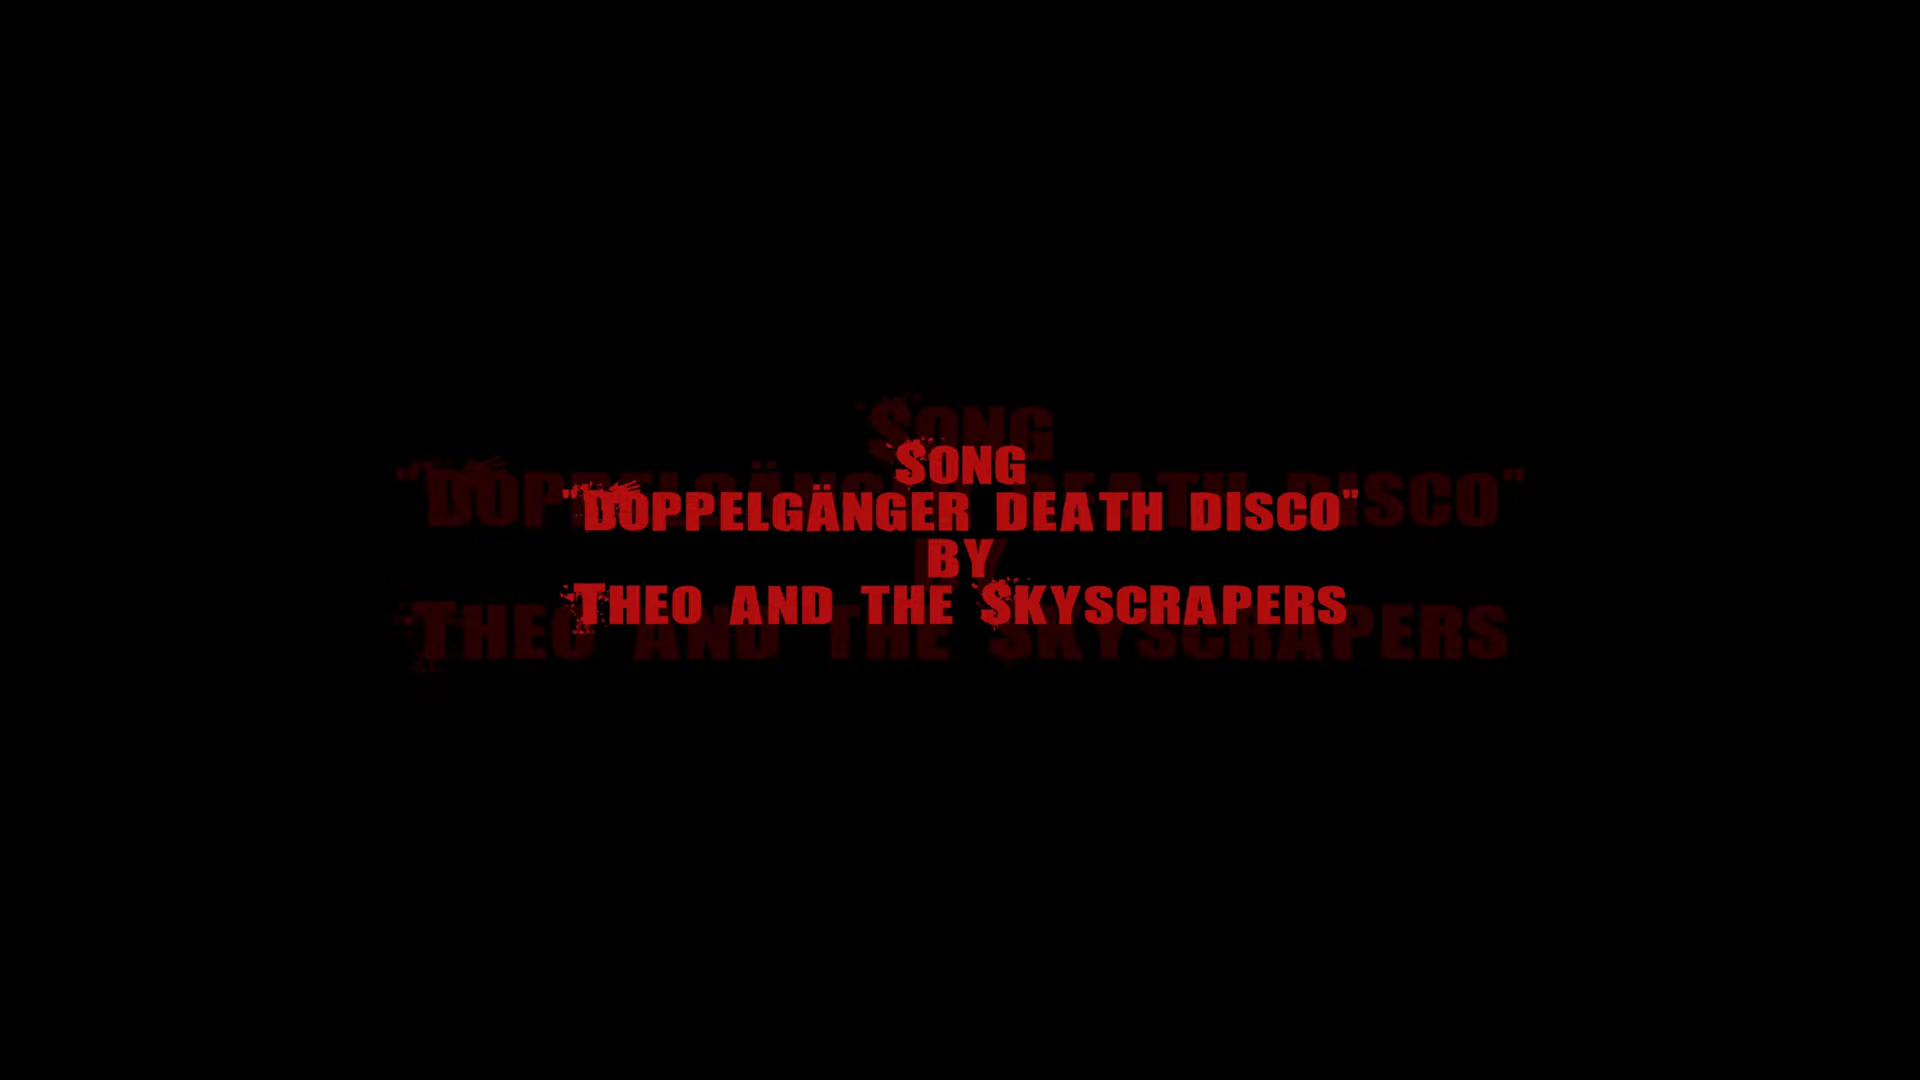 Song
"Doppelgänger death disco"
by
Theo and the Skyscrapers